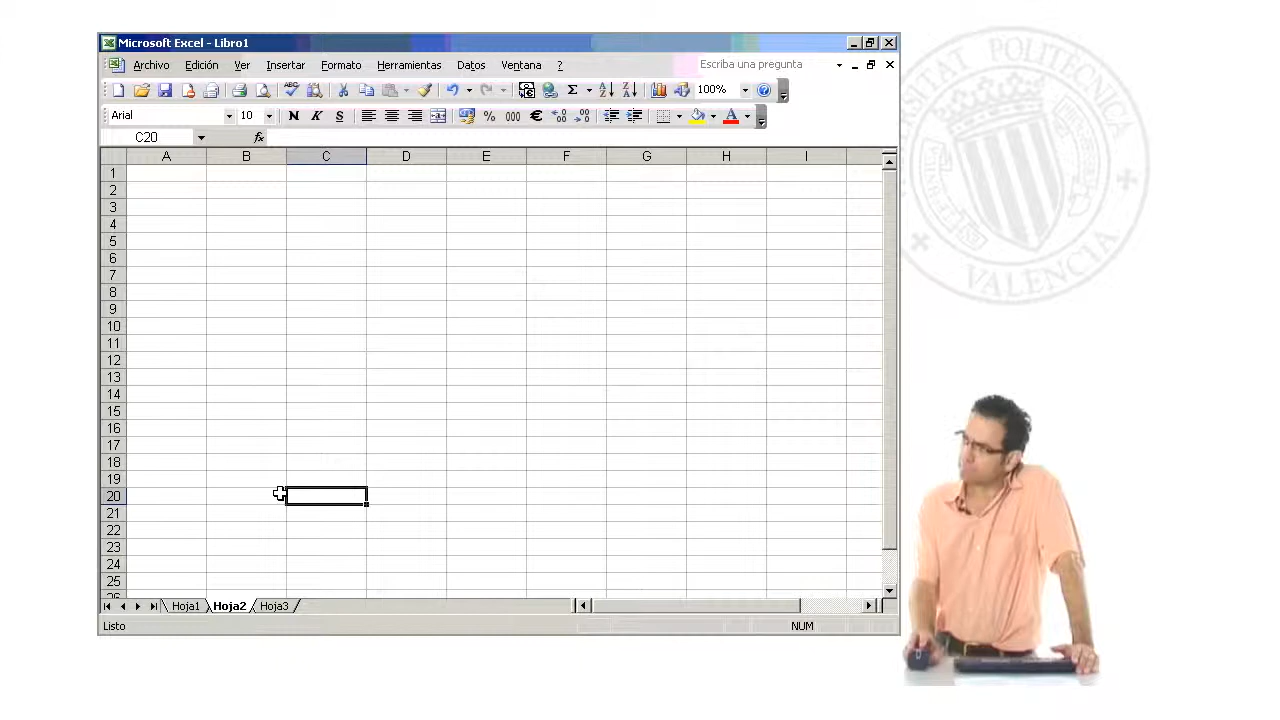 Microsoft Excel - Libro1
Archivo Edición Ver Insertar Formato Herramientas Datos Ventana ? Escriba una pregunta
100%
Arial 10 N K S % 000 €
C20 fx
A B C D E F G H I
1
2
3
4
5
6
7
8
9
10
11
12
13
14
15
16
17
18
19
20
21
22
23
24
25
Hoja1 Hoja2 Hoja3
Listo NUM
POLITECNICA
VALENCIA